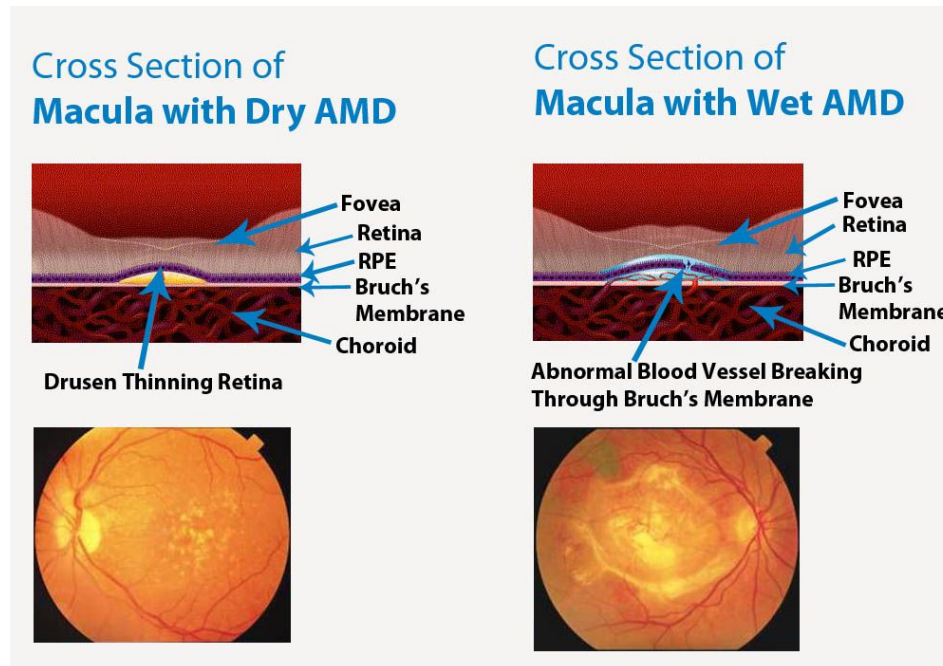 Cross Section of
Macula with Dry AMD
Fovea
Retina
RPE
Bruch's
Membrane
Choroid
Drusen Thinning Retina
Cross Section of
Macula with Wet AMD
Fovea
Retina
RPE
Bruch's
Membrane
Choroid
Abnormal Blood Vessel Breaking
Through Bruch's Membrane